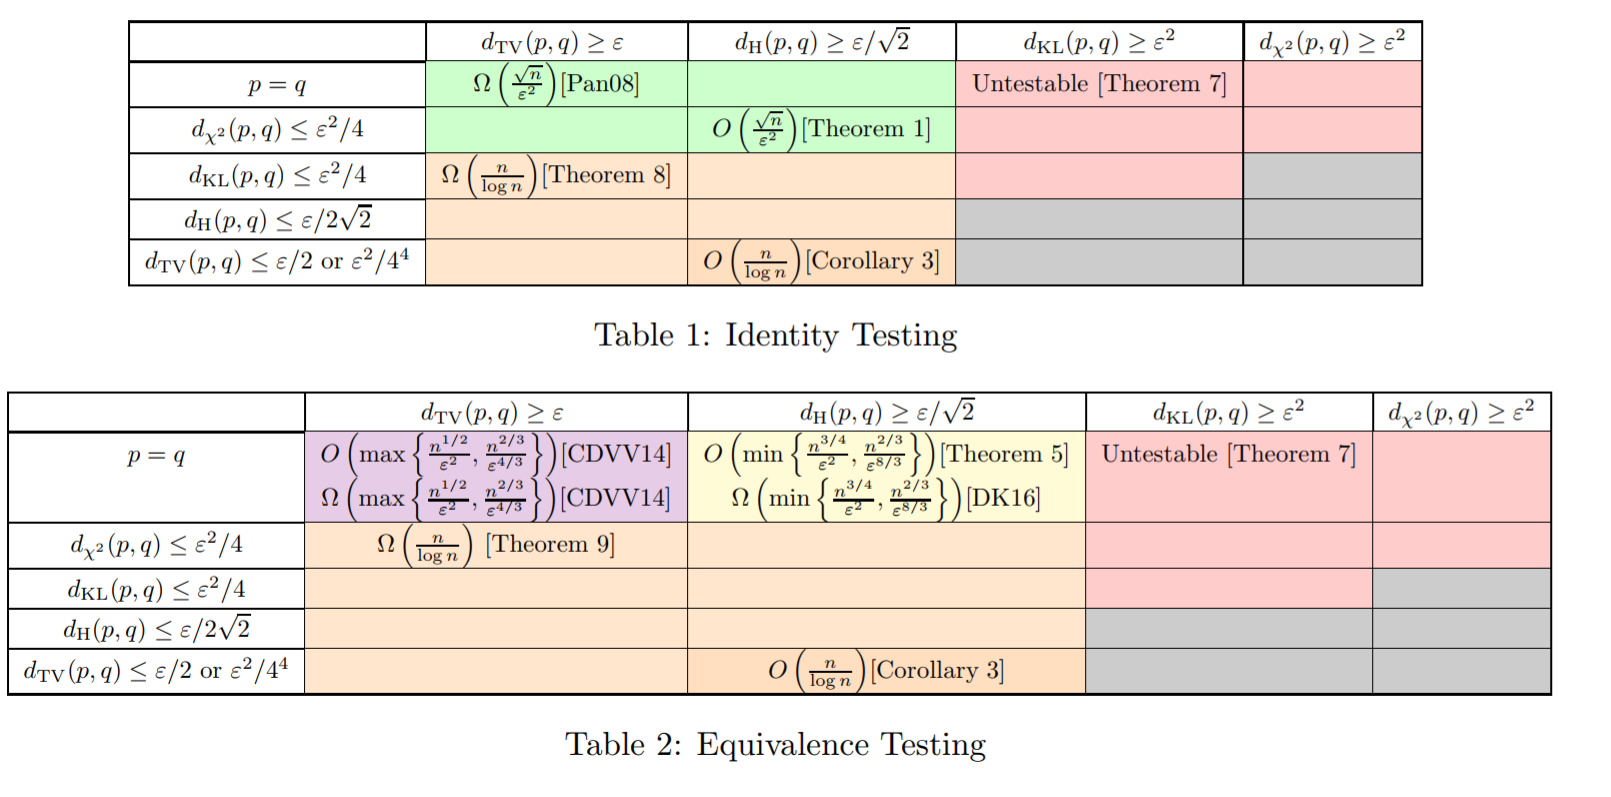 d_TV(p, q) ≥ ε d_H(p, q) ≥ ε/√2 d_KL(p, q) ≥ ε² d_χ²(p, q) ≥ ε²
p = q Ω(√n/ε²)[Pan08] Untestable [Theorem 7]
d_χ²(p, q) ≤ ε²/4 O(√n/ε²)[Theorem 1]
d_KL(p, q) ≤ ε²/4 Ω(n/log n)[Theorem 8]
d_H(p, q) ≤ ε/2√2
d_TV(p, q) ≤ ε/2 or ε²/4⁴ O(n/log n)[Corollary 3]
Table 1: Identity Testing
d_TV(p, q) ≥ ε d_H(p, q) ≥ ε/√2 d_KL(p, q) ≥ ε² d_χ²(p, q) ≥ ε²
p = q O(max{n^{1/2}/ε², n^{2/3}/ε^{4/3}})[CDVV14] O(min{n^{3/4}/ε², n^{2/3}/ε^{8/3}})[Theorem 5] Untestable [Theorem 7]
Ω(max{n^{1/2}/ε², n^{2/3}/ε^{4/3}})[CDVV14] Ω(min{n^{3/4}/ε², n^{2/3}/ε^{8/3}})[DK16]
d_χ²(p, q) ≤ ε²/4 Ω(n/log n) [Theorem 9]
d_KL(p, q) ≤ ε²/4
d_H(p, q) ≤ ε/2√2
d_TV(p, q) ≤ ε/2 or ε²/4⁴ O(n/log n)[Corollary 3]
Table 2: Equivalence Testing